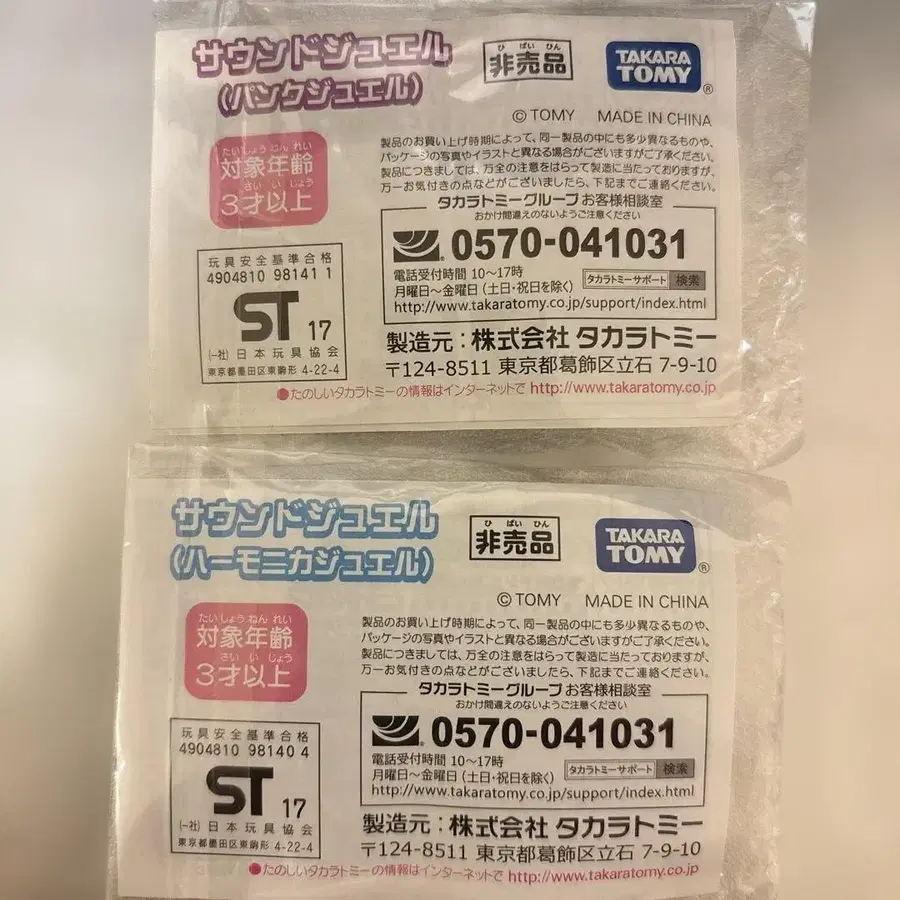 サウンドジュエル
(パンクジュエル)
ひ ばい ひん
非売品
TAKARA
TOMY
®
© TOMY MADE IN CHINA
たいしょう ねん れい
対象年齢
さい い じょう
3才以上
製品のお買い上げ時期によって、同一製品の中にも多少異なるものや、
パッケージの写真やイラストと異なる場合がございますがご了承ください。
製品につきましては、万全の注意をはらって製造に当たっておりますが、
万一お気付きの点などがございましたら、下記までご連絡ください。
タカラトミーグループお客様相談室
おかけ間違えのないようご注意ください
0570-041031
電話受付時間 10〜17時
月曜日〜金曜日 (土日・祝日を除く)
タカラトミーサポート 検索
http://www.takaratomy.co.jp/support/index.html
玩具安全基準合格
4904810 98141 1
ST 17
(一社) 日本玩具協会
東京都墨田区東駒形 4-22-4
製造元:株式会社 タカラトミー
〒124-8511 東京都葛飾区立石 7-9-10
●たのしいタカラトミーの情報はインターネットで http://www.takaratomy.co.jp
サウンドジュエル
(ハーモニカジュエル)
ひ ばい ひん
非売品
TAKARA
TOMY
®
© TOMY MADE IN CHINA
たいしょう ねん れい
対象年齢
さい い じょう
3才以上
製品のお買い上げ時期によって、同一製品の中にも多少異なるものや、
パッケージの写真やイラストと異なる場合がございますがご了承ください。
製品につきましては、万全の注意をはらって製造に当たっておりますが、
万一お気付きの点などがございましたら、下記までご連絡ください。
タカラトミーグループお客様相談室
おかけ間違えのないようご注意ください
0570-041031
電話受付時間 10〜17時
月曜日〜金曜日 (土日・祝日を除く)
タカラトミーサポート 検索
http://www.takaratomy.co.jp/support/index.html
玩具安全基準合格
4904810 98140 4
ST 17
(一社) 日本玩具協会
東京都墨田区東駒形 4-22-4
製造元:株式会社 タカラトミー
〒124-8511 東京都葛飾区立石 7-9-10
●たのしいタカラトミーの情報はインターネットで http://www.takaratomy.co.jp